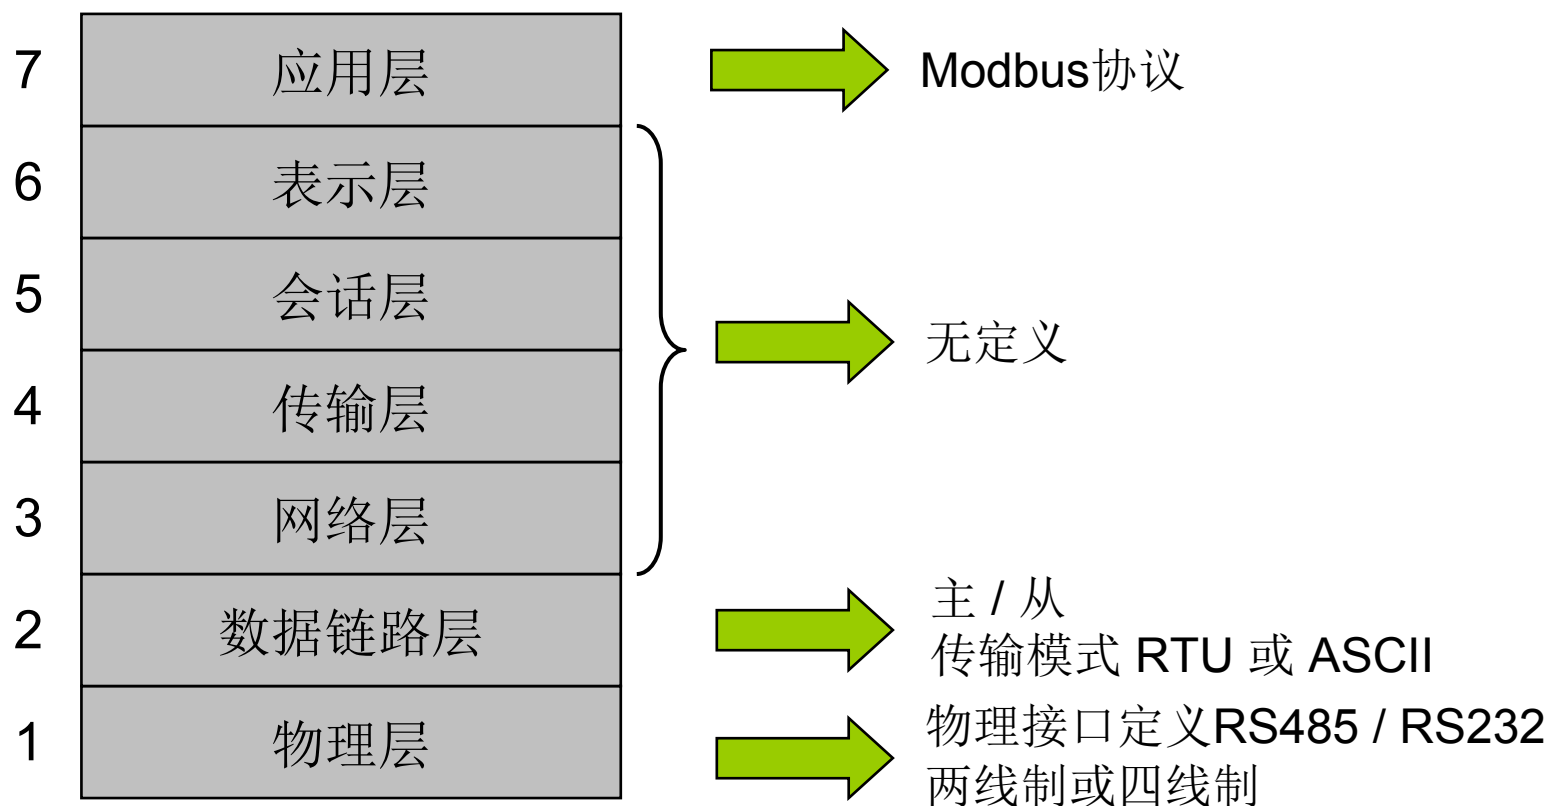 7 应用层 Modbus协议
6 表示层
5 会话层
无定义
4 传输层
3 网络层
2 数据链路层
主 / 从
传输模式 RTU 或 ASCII
1 物理层
物理接口定义RS485 / RS232
两线制或四线制